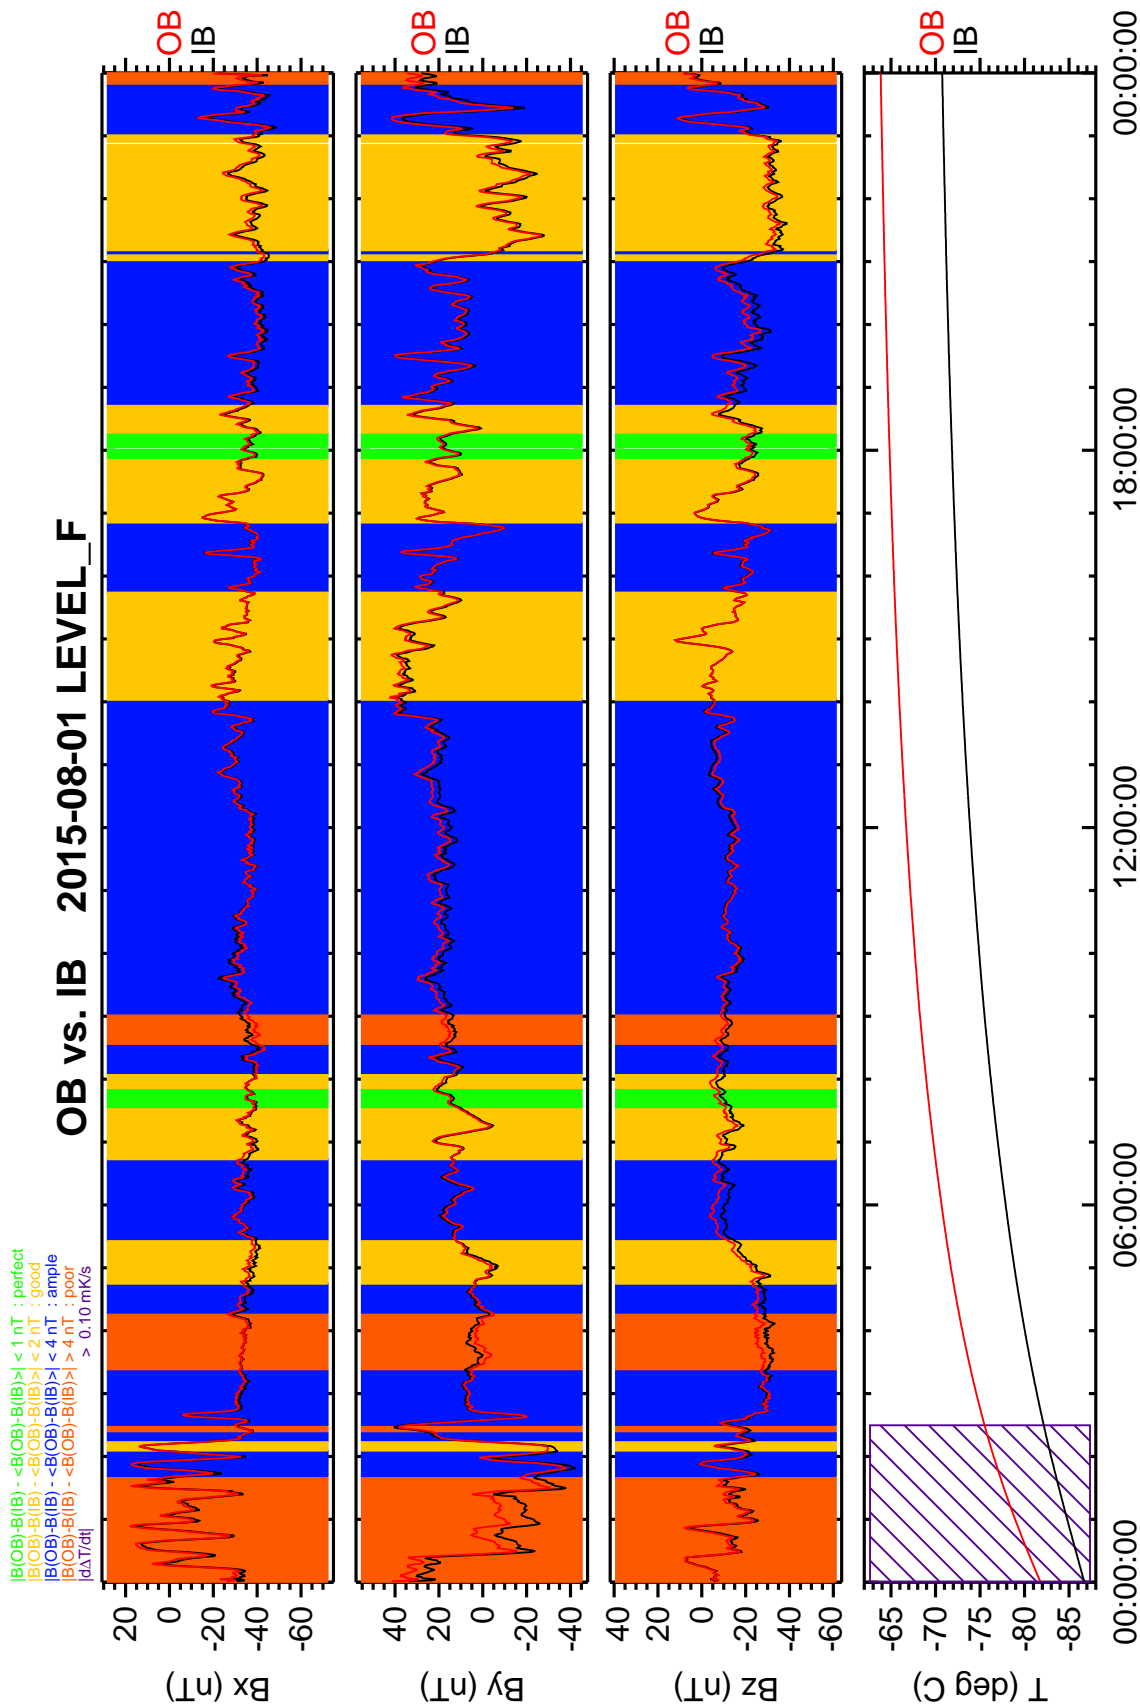 OB vs. IB 2015-08-01 LEVEL_F
|B(OB)-B(IB) - <B(OB)-B(IB)>| < 1 nT : perfect
|B(OB)-B(IB) - <B(OB)-B(IB)>| < 2 nT : good
|B(OB)-B(IB) - <B(OB)-B(IB)>| < 4 nT : ample
|B(OB)-B(IB) - <B(OB)-B(IB)>| > 4 nT : poor
|dΔT/dt| > 0.10 mK/s
Bx (nT)
20
0
-20
-40
-60
OB
IB
By (nT)
40
20
0
-20
-40
OB
IB
Bz (nT)
40
20
0
-20
-40
-60
OB
IB
T (deg C)
-65
-70
-75
-80
-85
OB
IB
00:00:00 06:00:00 12:00:00 18:00:00 00:00:00